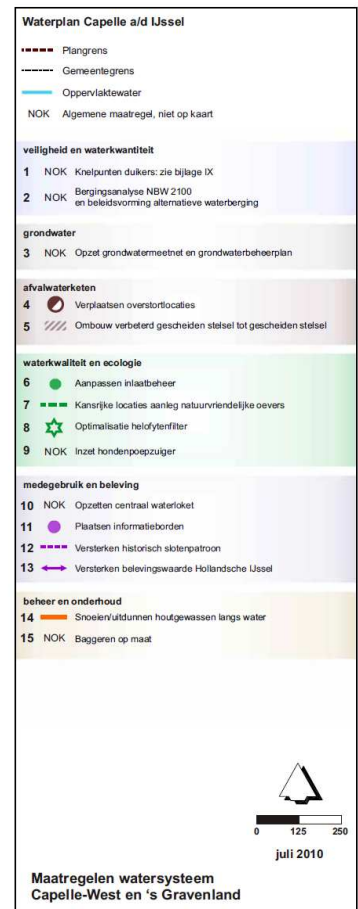 Waterplan Capelle a/d IJssel
Plangrens
Gemeentegrens
Oppervlaktewater
NOK Algemene maatregel, niet op kaart
veiligheid en waterkwantiteit
1 NOK Knelpunten duikers: zie bijlage IX
2 NOK Bergingsanalyse NBW 2100
en beleidsvorming alternatieve waterberging
grondwater
3 NOK Opzet grondwatermeetnet en grondwaterbeheerplan
afvalwaterketen
4 Verplaatsen overstortlocaties
5 Ombouw verbeterd gescheiden stelsel tot gescheiden stelsel
waterkwaliteit en ecologie
6 Aanpassen inlaatbeheer
7 Kansrijke locaties aanleg natuurvriendelijke oevers
8 Optimalisatie helofytenfilter
9 NOK Inzet hondenpoepzuiger
medegebruik en beleving
10 NOK Opzetten centraal waterloket
11 Plaatsen informatieborden
12 Versterken historisch slotenpatroon
13 Versterken belevingswaarde Hollandsche IJssel
beheer en onderhoud
14 Snoeien/uitdunnen houtgewassen langs water
15 NOK Baggeren op maat
0 125 250
juli 2010
Maatregelen watersysteem
Capelle-West en 's Gravenland